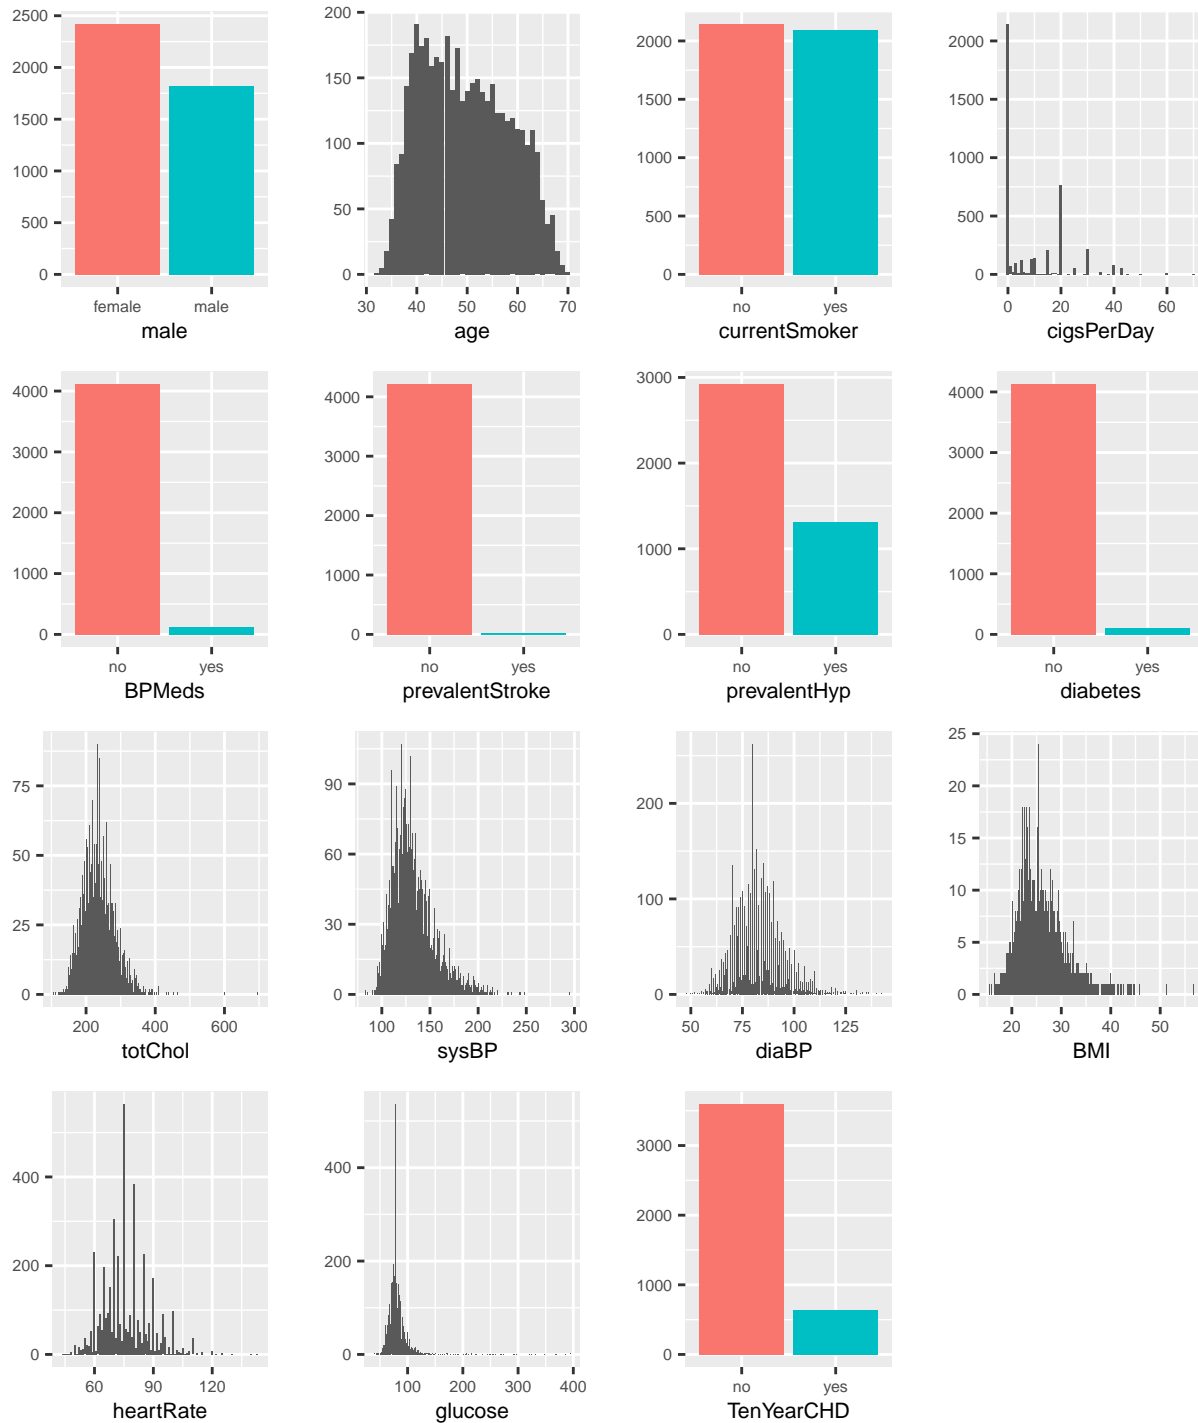 2500
2000
1500
1000
500
0
female male
male
200
150
100
50
0
30 40 50 60 70
age
2000
1500
1000
500
0
no yes
currentSmoker
2000
1500
1000
500
0
0 20 40 60
cigsPerDay
4000
3000
2000
1000
0
no yes
BPMeds
4000
3000
2000
1000
0
no yes
prevalentStroke
3000
2000
1000
0
no yes
prevalentHyp
4000
3000
2000
1000
0
no yes
diabetes
75
50
25
0
200 400 600
totChol
90
60
30
0
100 150 200 250 300
sysBP
200
100
0
50 75 100 125
diaBP
25
20
15
10
5
0
20 30 40 50
BMI
400
200
0
60 90 120
heartRate
400
200
0
100 200 300 400
glucose
3000
2000
1000
0
no yes
TenYearCHD